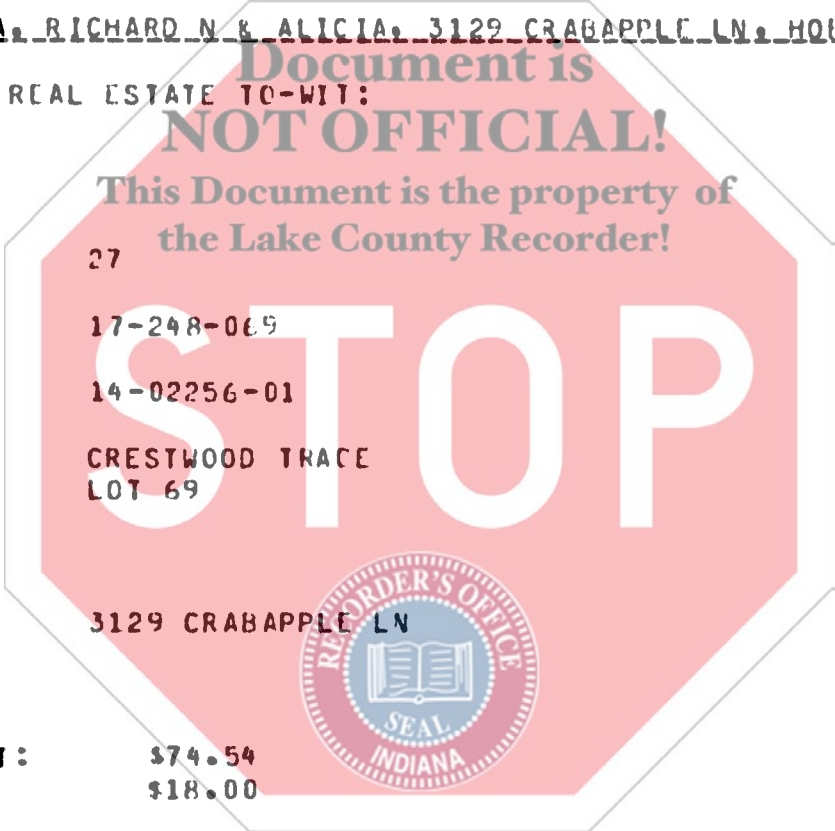 RICHARD N & ALICIA, 3129 CRABAPPLE LN, HOB
Document is
REAL ESTATE TO-WIT:
NOT OFFICIAL!
This Document is the property of
the Lake County Recorder!
27
17-248-069
14-02256-01
STOP
CRESTWOOD TRACE
LOT 69
3129 CRABAPPLE LN
RECORDER'S OFFICE
SEAL
INDIANA
$74.54
$18.00